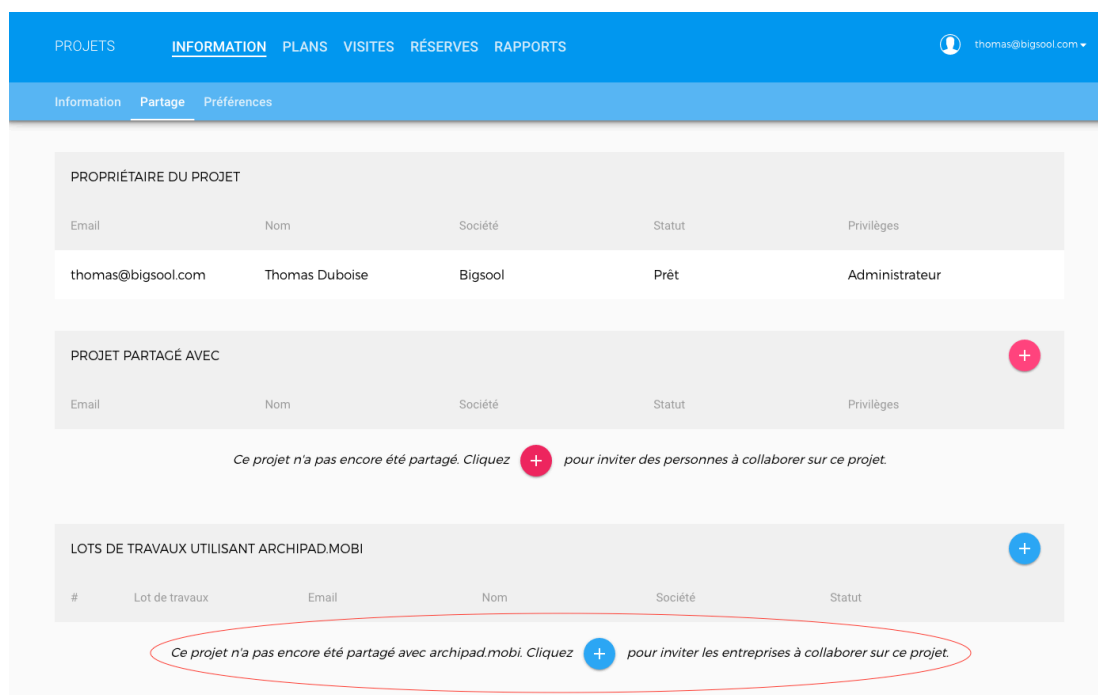 PROJETS INFORMATION PLANS VISITES RÉSERVES RAPPORTS thomas@bigsool.com
Information Partage Préférences
PROPRIÉTAIRE DU PROJET
Email Nom Société Statut Privilèges
thomas@bigsool.com Thomas Duboise Bigsool Prêt Administrateur
PROJET PARTAGÉ AVEC
Email Nom Société Statut Privilèges
Ce projet n'a pas encore été partagé. Cliquez + pour inviter des personnes à collaborer sur ce projet.
LOTS DE TRAVAUX UTILISANT ARCHIPAD.MOBI
# Lot de travaux Email Nom Société Statut
Ce projet n'a pas encore été partagé avec archipad.mobi. Cliquez + pour inviter les entreprises à collaborer sur ce projet.